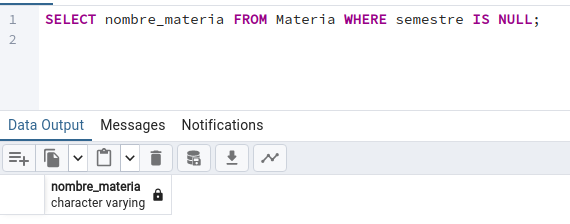 1 SELECT nombre_materia FROM Materia WHERE semestre IS NULL;
2
Data Output Messages Notifications
nombre_materia
character varying